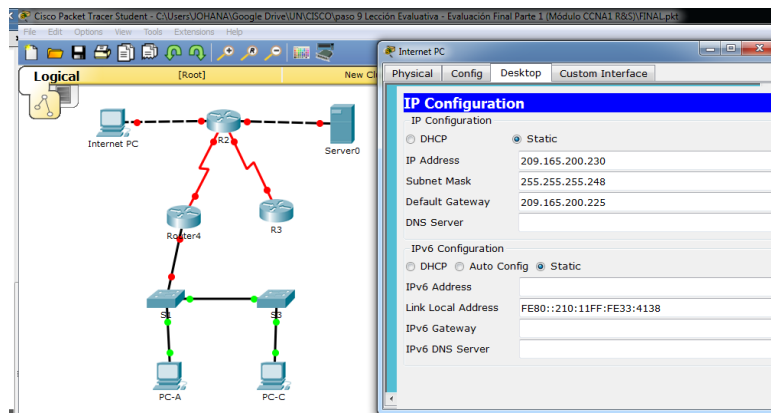 Cisco Packet Tracer Student - C:\Users\JOHANA\Google Drive\UN\CISCO\paso 9 Lección Evaluativa - Evaluación Final Parte 1 (Módulo CCNA1 R&S)\FINAL.pkt
File Edit Options View Tools Extensions Help
Logical [Root] New Cl
Internet PC
R2
Server0
Router4
R3
S1
S3
PC-A
PC-C
Internet PC
Physical Config Desktop Custom Interface
IP Configuration
IP Configuration
DHCP Static
IP Address 209.165.200.230
Subnet Mask 255.255.255.248
Default Gateway 209.165.200.225
DNS Server
IPv6 Configuration
DHCP Auto Config Static
IPv6 Address
Link Local Address FE80::210:11FF:FE33:4138
IPv6 Gateway
IPv6 DNS Server